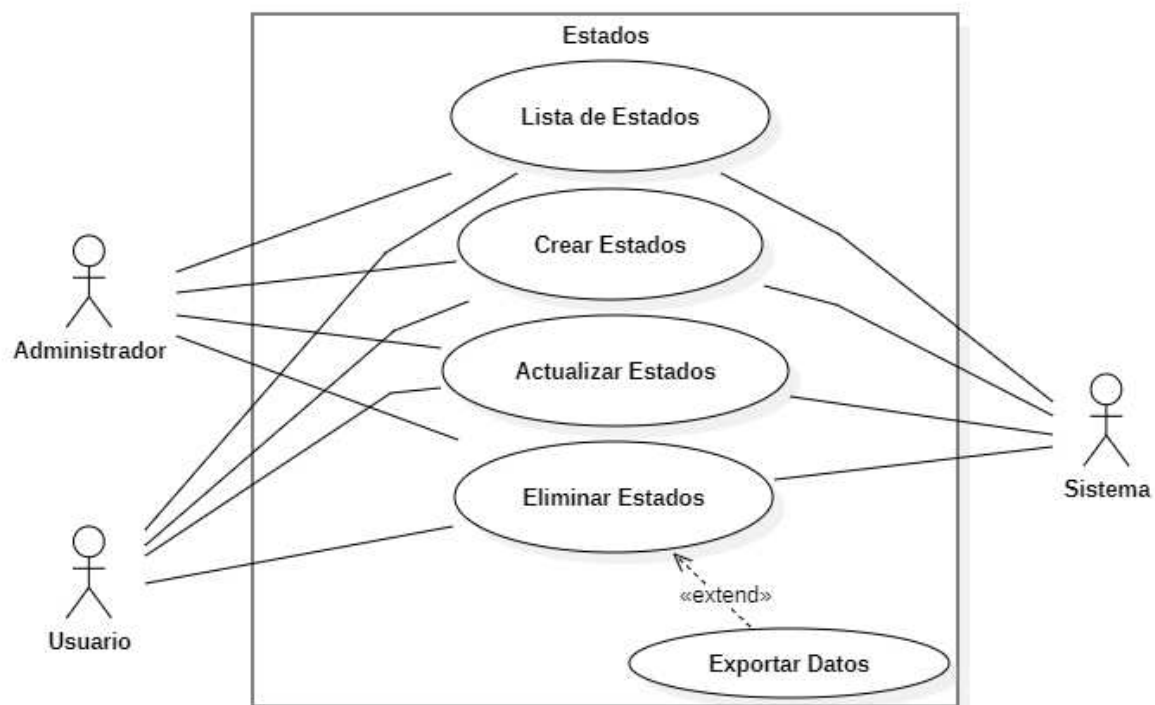 Estados
Lista de Estados
Crear Estados
Administrador
Actualizar Estados
Eliminar Estados
Sistema
«extend»
Usuario
Exportar Datos